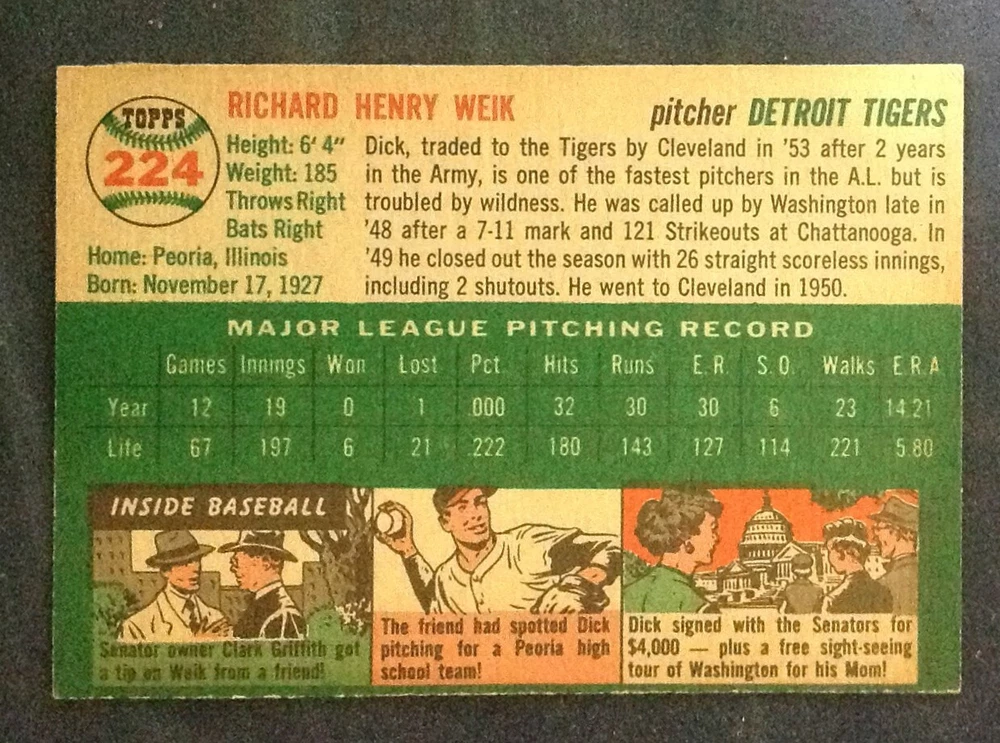 TOPPS
224
RICHARD HENRY WEIK
pitcher DETROIT TIGERS
Height: 6' 4"
Weight: 185
Throws Right
Bats Right
Home: Peoria, Illinois
Born: November 17, 1927
Dick, traded to the Tigers by Cleveland in '53 after 2 years
in the Army, is one of the fastest pitchers in the A.L. but is
troubled by wildness. He was called up by Washington late in
'48 after a 7-11 mark and 121 Strikeouts at Chattanooga. In
'49 he closed out the season with 26 straight scoreless innings,
including 2 shutouts. He went to Cleveland in 1950.
MAJOR LEAGUE PITCHING RECORD
Games Innings Won Lost Pct. Hits Runs E.R. S.O. Walks E.R.A.
Year 12 19 0 1 .000 32 30 30 6 23 14.21
Life 67 197 6 21 .222 180 143 127 114 221 5.80
INSIDE BASEBALL
Senator owner Clark Griffith got
a tip on Weik from a friend!
The friend had spotted Dick
pitching for a Peoria high
school team!
Dick signed with the Senators for
$4,000 — plus a free sight-seeing
tour of Washington for his Mom!